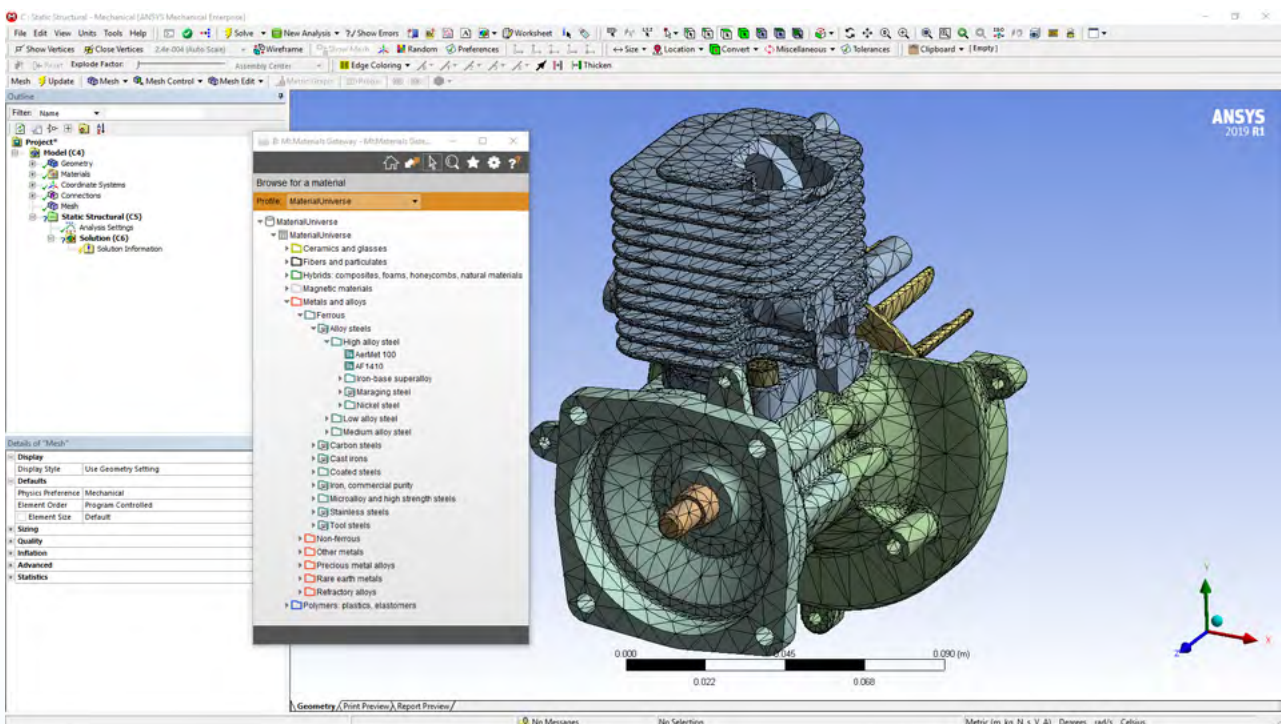 C : Static Structural - Mechanical [ANSYS Mechanical Enterprise]
File Edit View Units Tools Help Solve New Analysis ?/ Show Errors Worksheet
Show Vertices Close Vertices 2.4e-004 (Auto Scale) Wireframe Show Mesh Random Preferences Size Location Convert Miscellaneous Tolerances Clipboard [Empty]
Explode Factor: Assembly Center Edge Coloring Thicken
Mesh Update Mesh Mesh Control Mesh Edit
Outline
Filter: Name
Project*
Model (C4)
Geometry
Materials
Coordinate Systems
Connections
Mesh
Static Structural (C5)
Analysis Settings
Solution (C6)
Solution Information
Details of "Mesh"
Display
Display Style Use Geometry Setting
Defaults
Physics Preference Mechanical
Element Order Program Controlled
Element Size Default
Sizing
Quality
Inflation
Advanced
Statistics
Browse for a material
Profile: MaterialUniverse
MaterialUniverse
MaterialUniverse
Ceramics and glasses
Fibers and particulates
Hybrids: composites, foams, honeycombs, natural materials
Magnetic materials
Metals and alloys
Ferrous
Alloy steels
High alloy steel
AerMet 100
AF1410
Iron-base superalloy
Maraging steel
Nickel steel
Low alloy steel
Medium alloy steel
Carbon steels
Cast irons
Coated steels
Iron, commercial purity
Microalloy and high strength steels
Stainless steels
Tool steels
Non-ferrous
Other metals
Precious metal alloys
Rare earth metals
Refractory alloys
Polymers: plastics, elastomers
ANSYS
2019 R1
Y
X
Z
0.000 0.045 0.090 (m)
0.022 0.068
Geometry Print Preview Report Preview
No Messages No Selection Metric (m, kg, N, s, V, A) Degrees rad/s Celsius